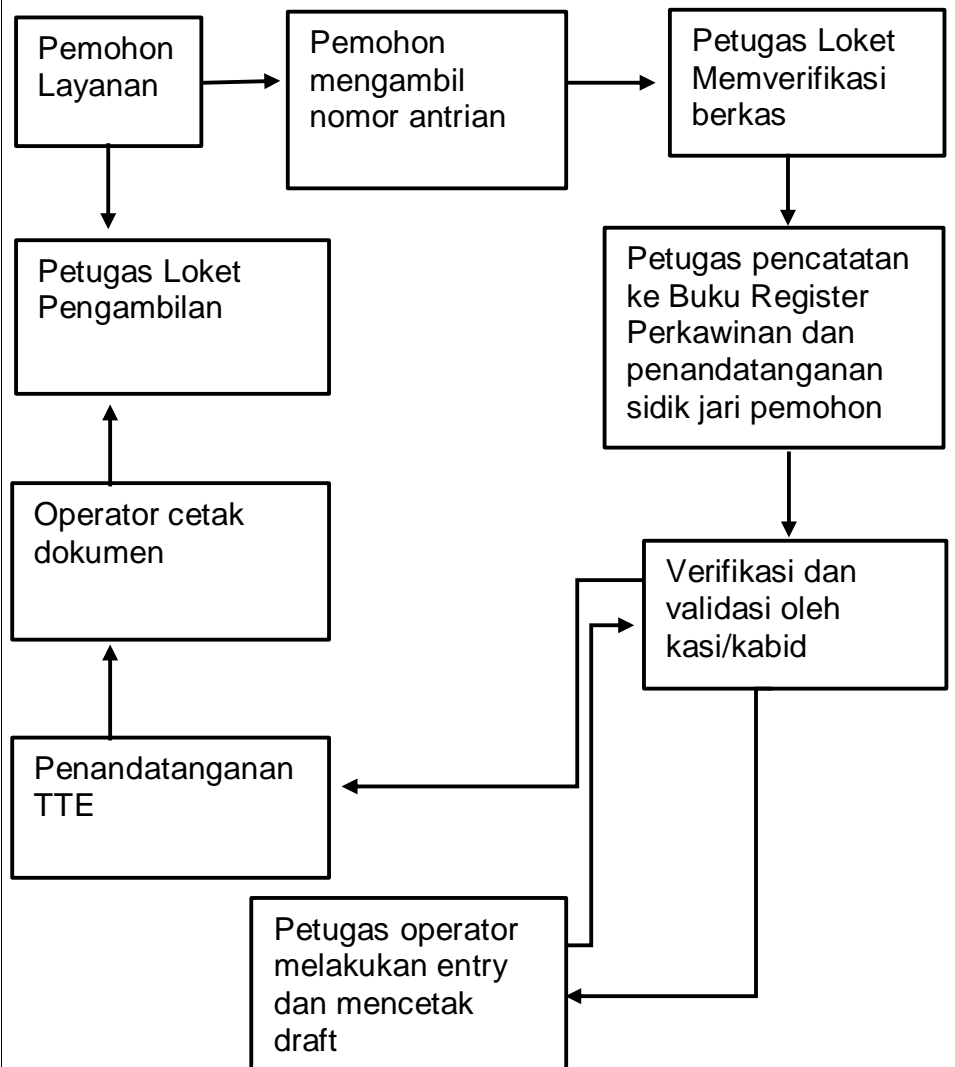 Pemohon
Layanan
Pemohon
mengambil
nomor antrian
Petugas Loket
Memverifikasi
berkas
Petugas Loket
Pengambilan
Petugas pencatatan
ke Buku Register
Perkawinan dan
penandatanganan
sidik jari pemohon
Operator cetak
dokumen
Verifikasi dan
validasi oleh
kasi/kabid
Penandatanganan
TTE
Petugas operator
melakukan entry
dan mencetak
draft